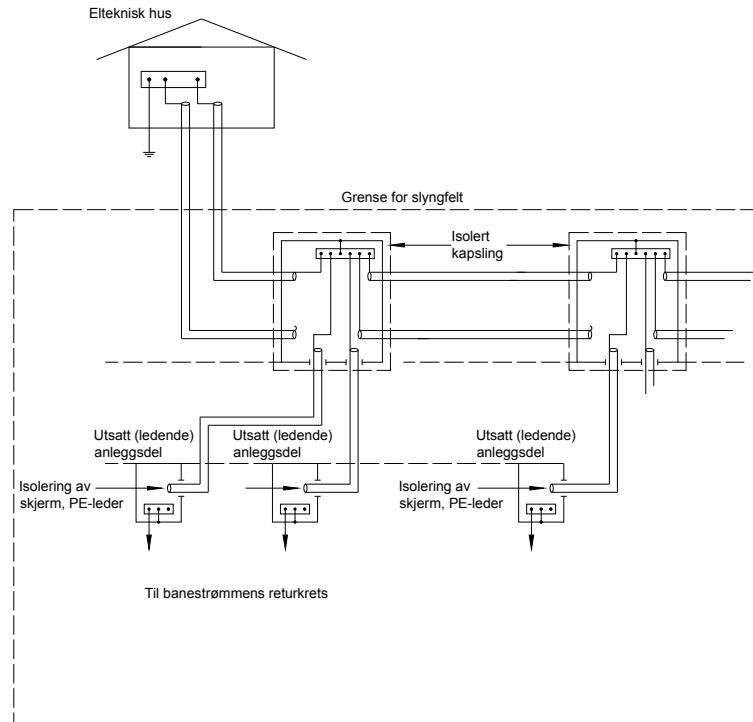 Elteknisk hus
Grense for slyngfelt
Isolert
kapsling
Utsatt (ledende)
anleggsdel
Utsatt (ledende)
anleggsdel
Utsatt (ledende)
anleggsdel
Isolering av
skjerm, PE-leder
Isolering av
skjerm, PE-leder
Til banestrømmens returkrets